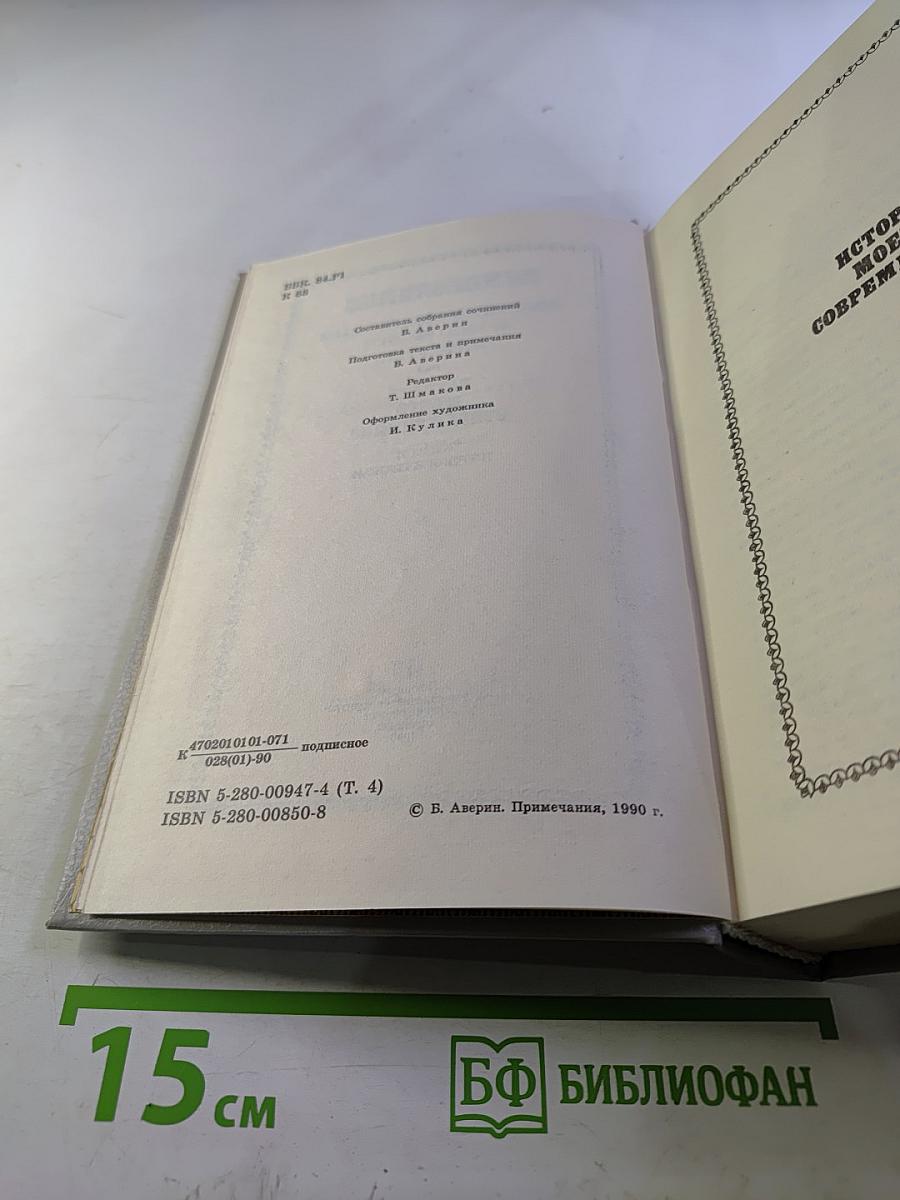 ББК 84.Р1
К 68
Составитель собрания сочинений
Б. Аверин
Подготовка текста и примечания
Б. Аверина
Редактор
Т. Шмакова
Оформление художника
И. Кулика
К 4702010101-071
028(01)-90
подписное
ISBN 5-280-00947-4 (Т. 4)
ISBN 5-280-00850-8
© Б. Аверин. Примечания, 1990 г.
ИСТОР
МОЕ
СОВРЕМ
15 см
БФ БИБЛИОФАН